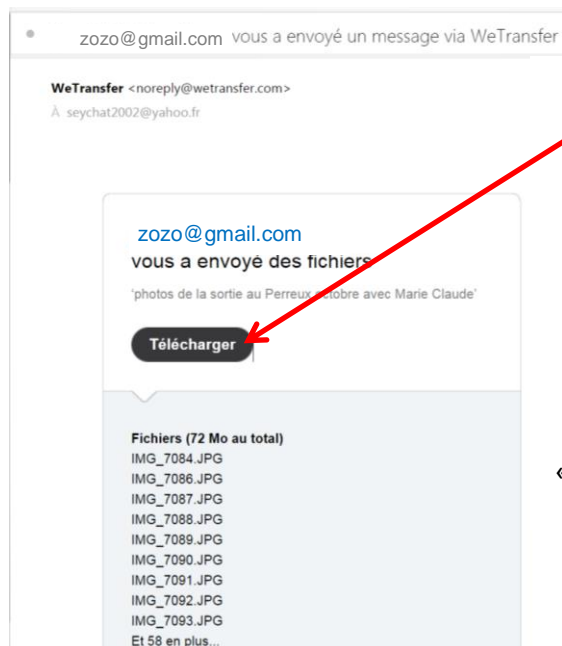 zozo@gmail.com vous a envoyé un message via WeTransfer
WeTransfer <noreply@wetransfer.com>
À seychat2002@yahoo.fr
zozo@gmail.com
vous a envoyé des fichiers
'photos de la sortie au Perreux octobre avec Marie Claude'
Télécharger
Fichiers (72 Mo au total)
IMG_7084.JPG
IMG_7086.JPG
IMG_7087.JPG
IMG_7088.JPG
IMG_7089.JPG
IMG_7090.JPG
IMG_7091.JPG
IMG_7092.JPG
IMG_7093.JPG
Et 58 en plus...
«